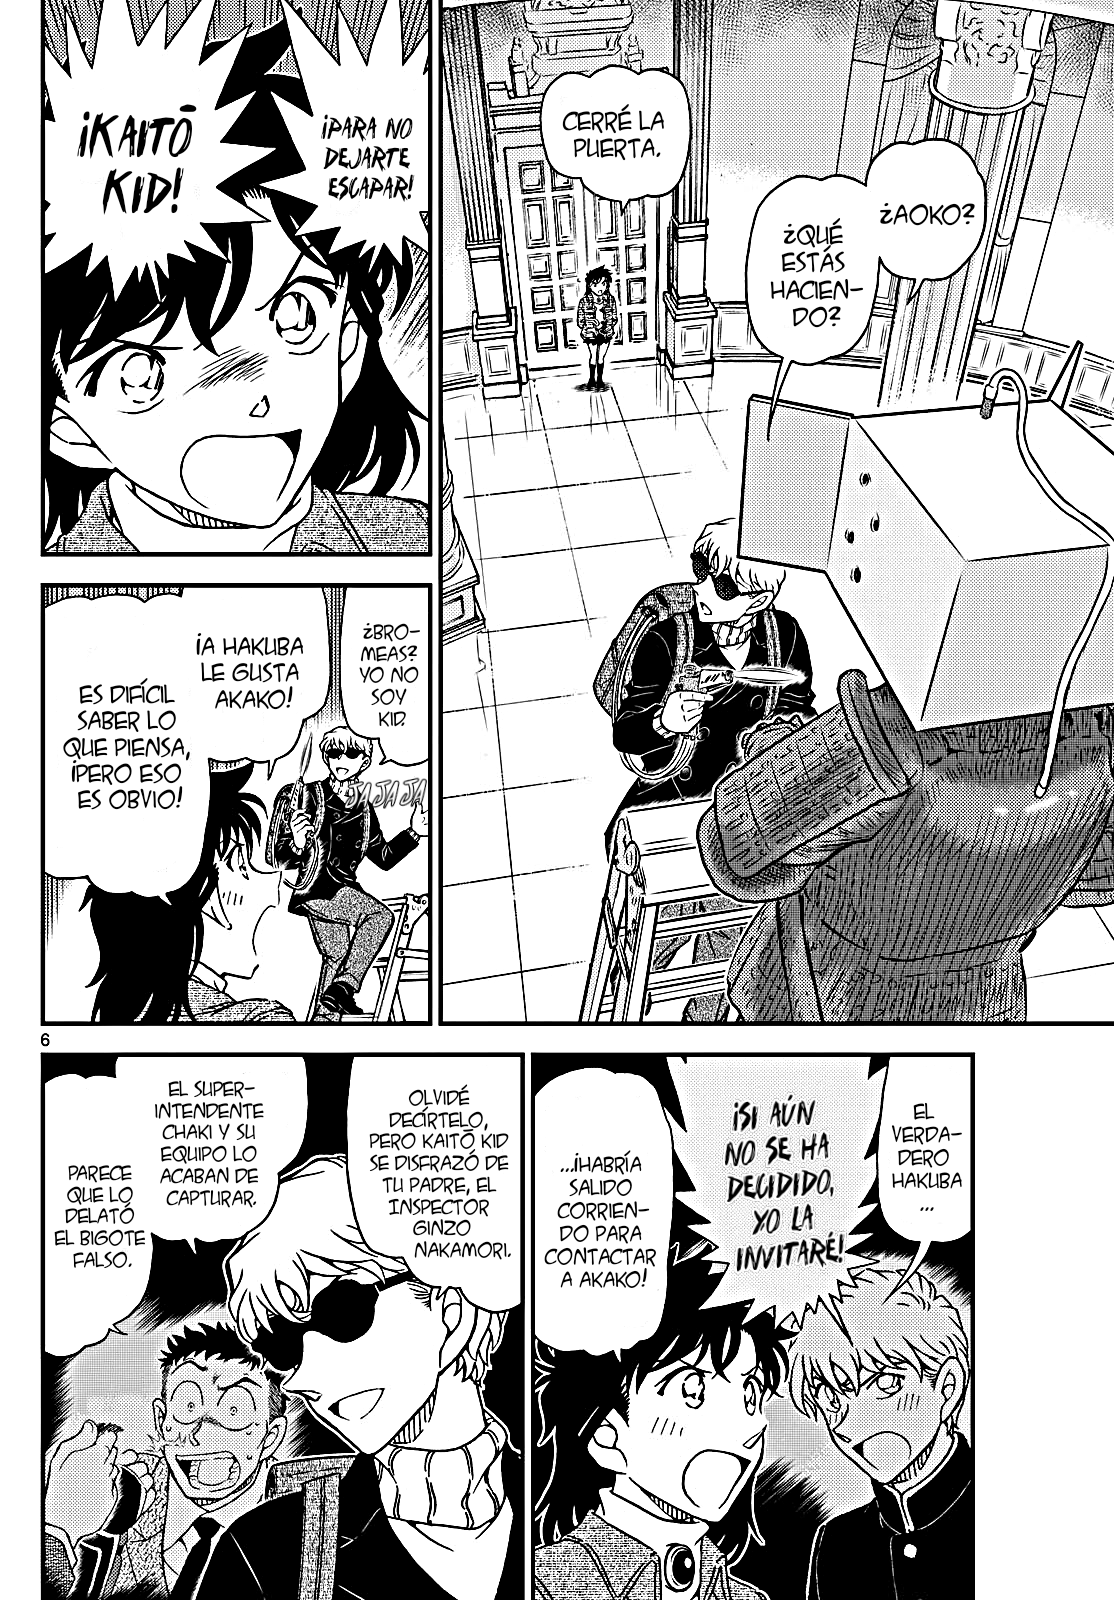 ¿AOKO?
¿QUÉ
ESTÁS
HACIEN-
DO?
CERRÉ LA
PUERTA.
¡PARA NO
DEJARTE
ESCAPAR!
¡KAITŌ
KID!
¿BRO-
MEAS?
YO NO
SOY
KID.
JA JA JA
¡A HAKUBA
LE GUSTA
AKAKO!
ES DIFÍCIL
SABER LO
QUE PIENSA,
¡PERO ESO
ES OBVIO!
6
EL
VERDA-
DERO
HAKUBA
...
¡SI AÚN
NO SE HA
DECIDIDO,
YO LA
INVITARÉ!
...¡HABRÍA
SALIDO
CORRIEN-
DO PARA
CONTACTAR
A AKAKO!
OLVIDÉ
DECÍRTELO,
PERO KAITŌ KID
SE DISFRAZÓ DE
TU PADRE, EL
INSPECTOR
GINZO
NAKAMORI.
EL SUPER-
INTENDENTE
CHAKI Y SU
EQUIPO LO
ACABAN DE
CAPTURAR.
PARECE
QUE LO
DELATÓ
EL BIGOTE
FALSO.